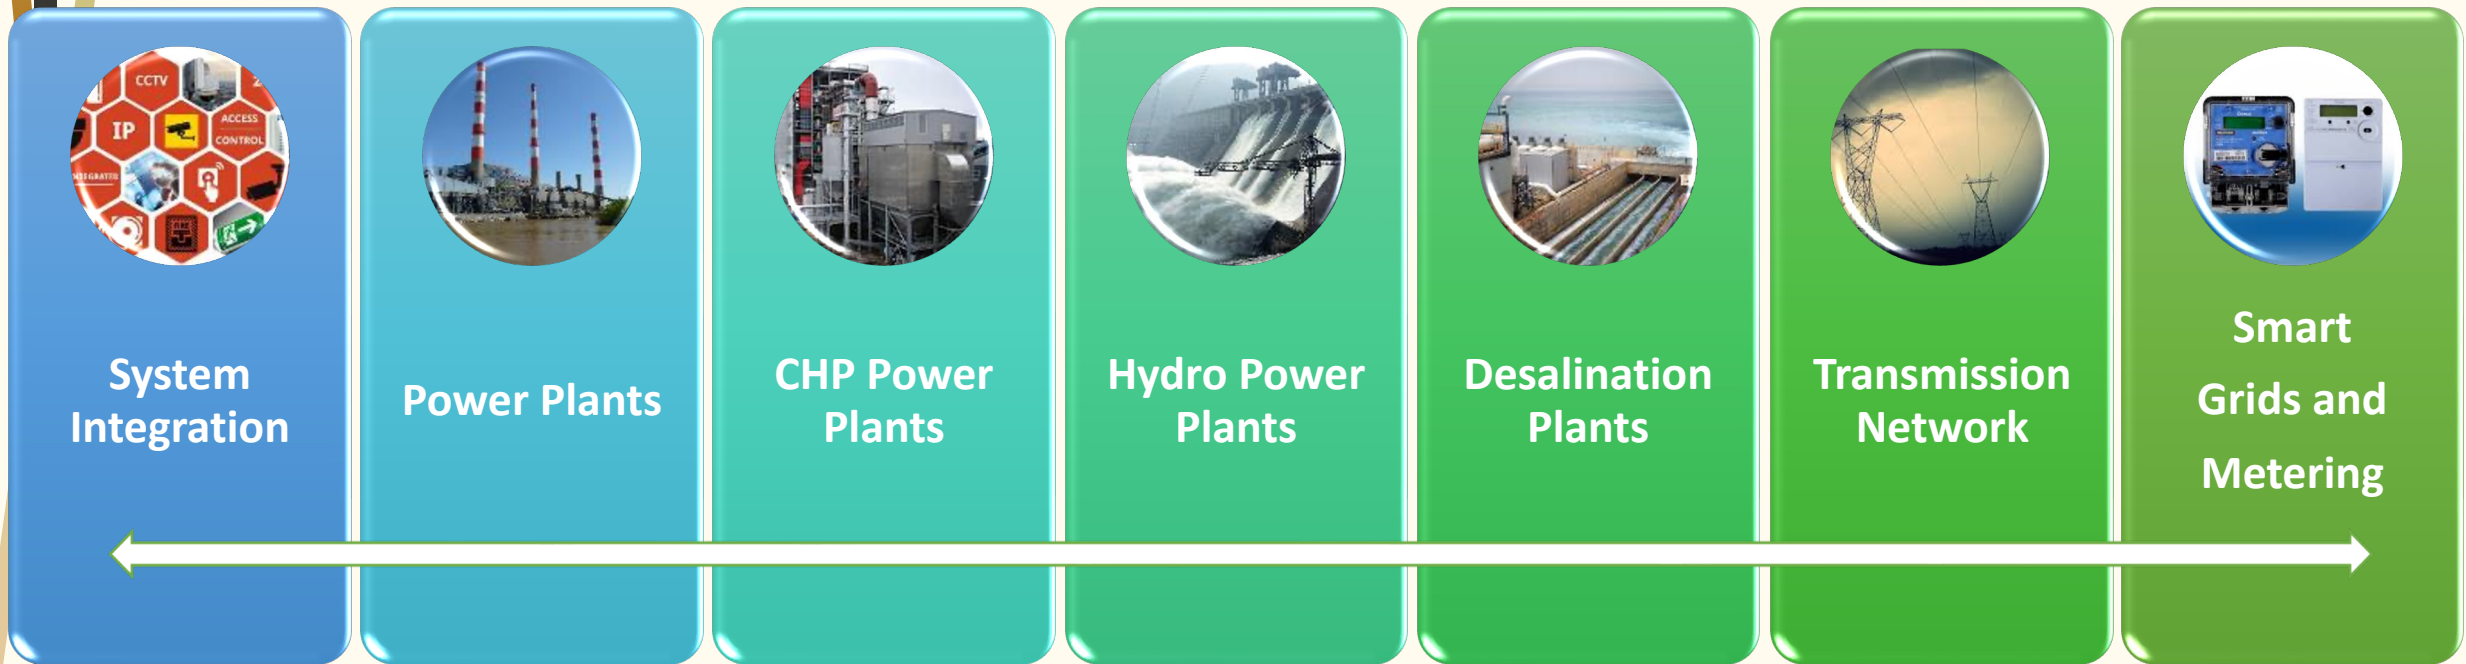 CCTV
IP
ACCESS
CONTROL
FIRE
System
Integration
Power Plants
CHP Power
Plants
Hydro Power
Plants
Desalination
Plants
Transmission
Network
Smart
Grids and
Metering